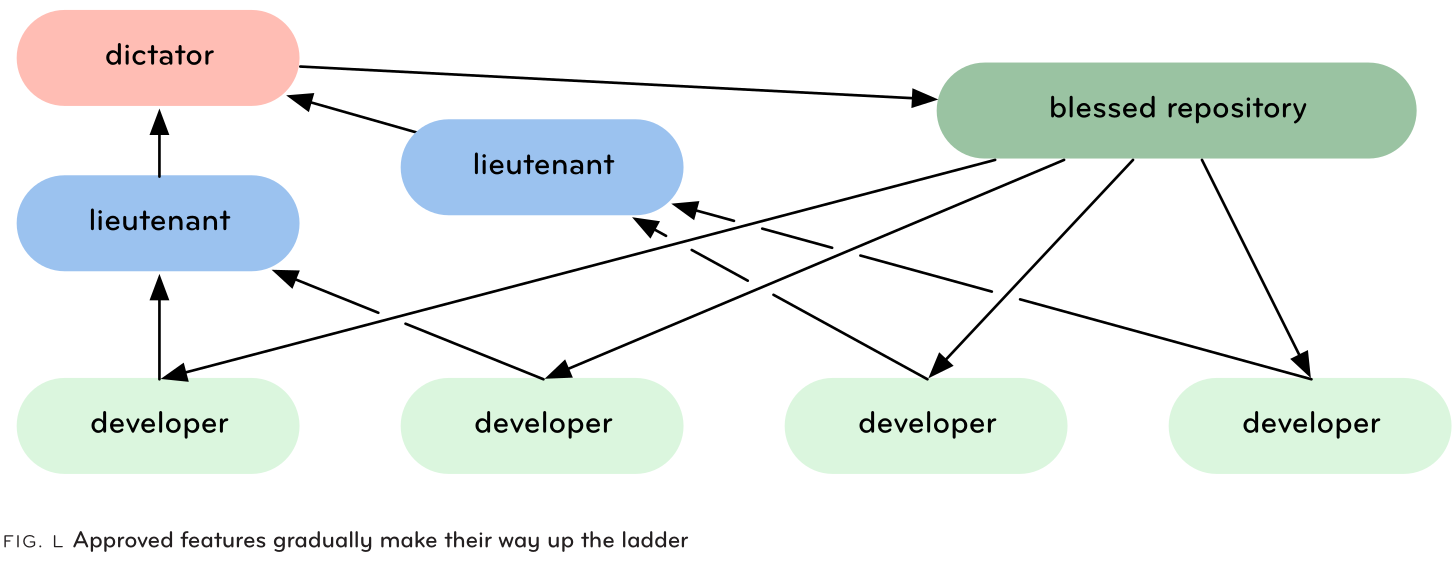 dictator
blessed repository
lieutenant
lieutenant
developer
developer
developer
developer
FIG. L Approved features gradually make their way up the ladder